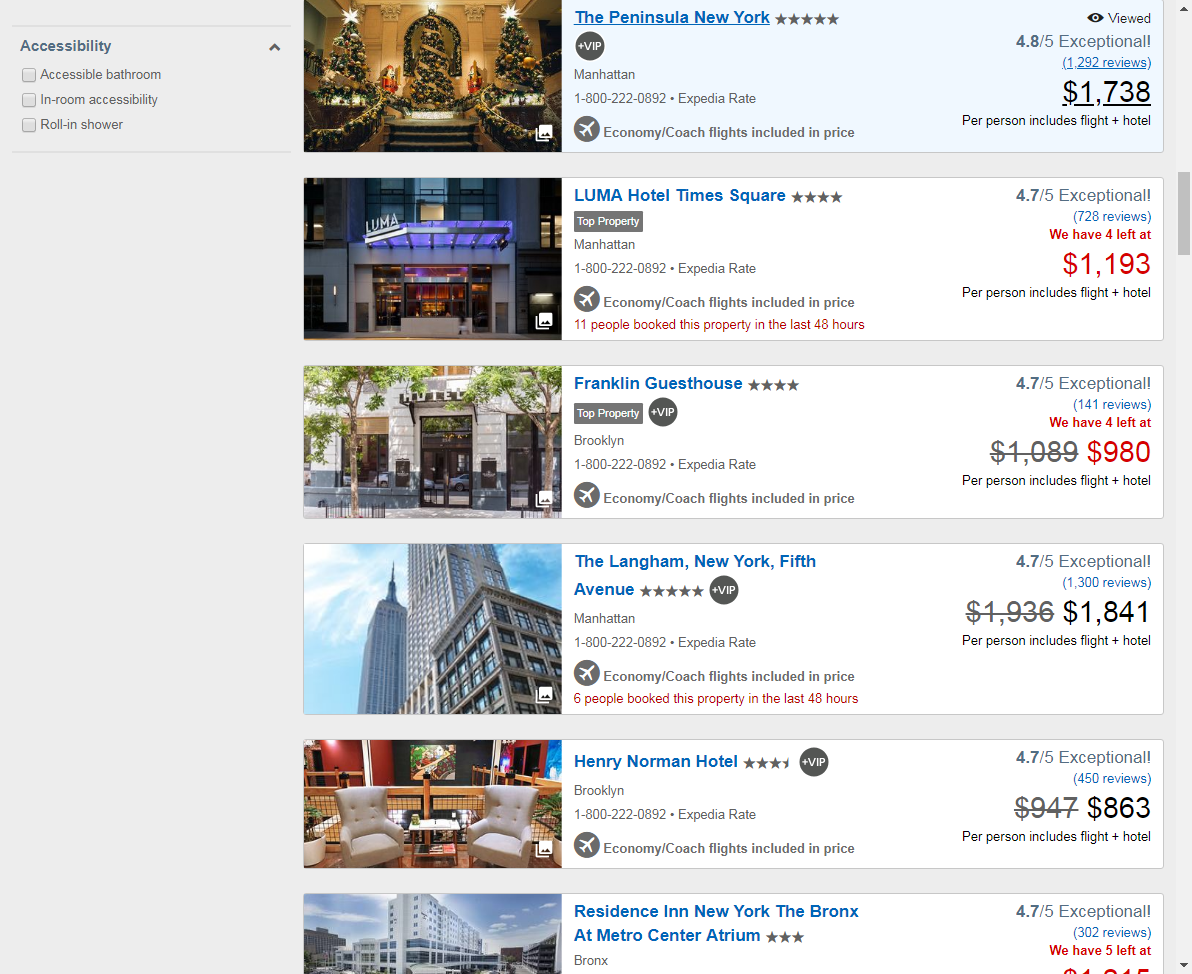 Accessibility
Accessible bathroom
In-room accessibility
Roll-in shower
The Peninsula New York
+VIP
Manhattan
1-800-222-0892 • Expedia Rate
Economy/Coach flights included in price
Viewed
4.8/5 Exceptional!
(1,292 reviews)
$1,738
Per person includes flight + hotel
LUMA
LUMA Hotel Times Square
Top Property
Manhattan
1-800-222-0892 • Expedia Rate
Economy/Coach flights included in price
11 people booked this property in the last 48 hours
4.7/5 Exceptional!
(728 reviews)
We have 4 left at
$1,193
Per person includes flight + hotel
HOTEL
Franklin Guesthouse
Top Property +VIP
Brooklyn
1-800-222-0892 • Expedia Rate
Economy/Coach flights included in price
4.7/5 Exceptional!
(141 reviews)
We have 4 left at
$1,089 $980
Per person includes flight + hotel
The Langham, New York, Fifth
Avenue +VIP
Manhattan
1-800-222-0892 • Expedia Rate
Economy/Coach flights included in price
6 people booked this property in the last 48 hours
4.7/5 Exceptional!
(1,300 reviews)
$1,936 $1,841
Per person includes flight + hotel
Henry Norman Hotel +VIP
Brooklyn
1-800-222-0892 • Expedia Rate
Economy/Coach flights included in price
4.7/5 Exceptional!
(450 reviews)
$947 $863
Per person includes flight + hotel
Residence Inn New York The Bronx
At Metro Center Atrium
Bronx
4.7/5 Exceptional!
(302 reviews)
We have 5 left at